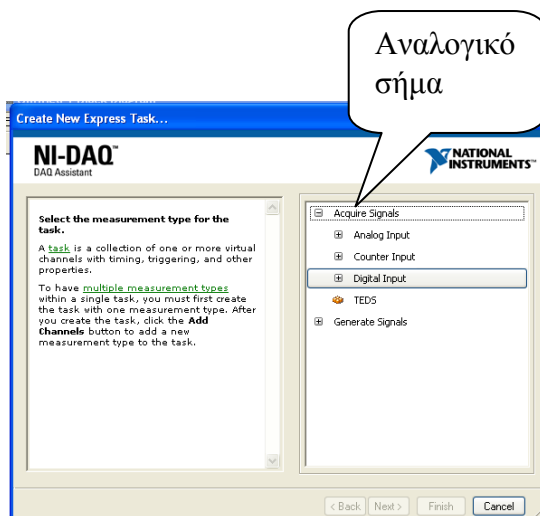 Αναλογικό
σήμα
Create New Express Task...
NI-DAQ™
DAQ Assistant
NATIONAL
INSTRUMENTS™
Select the measurement type for the
task.
A task is a collection of one or more virtual
channels with timing, triggering, and other
properties.
To have multiple measurement types
within a single task, you must first create
the task with one measurement type. After
you create the task, click the Add
Channels button to add a new
measurement type to the task.
Acquire Signals
Analog Input
Counter Input
Digital Input
TEDS
Generate Signals
< Back Next > Finish Cancel